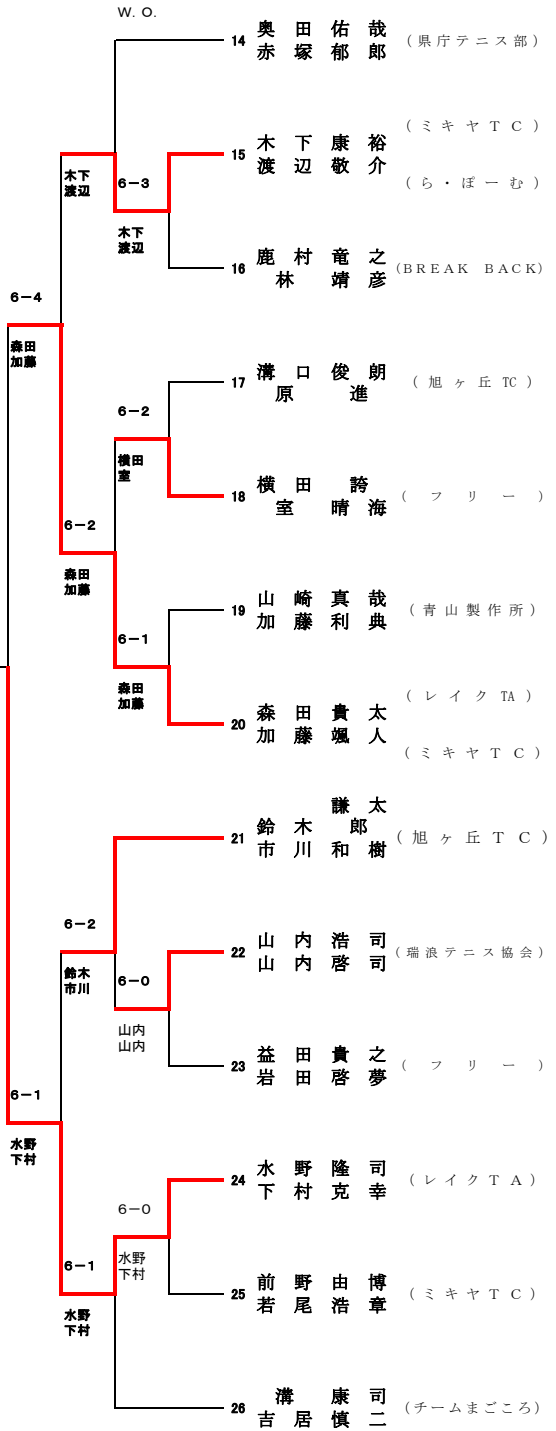 W. O.
14 奥田佑哉 (県庁テニス部)
赤塚郁郎
(ミキヤTC)
15 木下康裕
渡辺敬介
(ら・ぽーむ)
木下
渡辺
6-3
木下
渡辺
16 鹿村竜之 (BREAK BACK)
林靖彦
6-4
森田
加藤
17 溝口俊朗 (旭ヶ丘TC)
原進
6-2
横田
室
18 横田誇 (フリー)
室晴海
6-2
森田
加藤
19 山崎真哉 (青山製作所)
加藤利典
6-1
森田
加藤
(レイクTA)
20 森田貴太
加藤颯人
(ミキヤTC)
謙太
21 鈴木郎 (旭ヶ丘TC)
市川和樹
6-2
鈴木
市川
22 山内浩司 (瑞浪テニス協会)
山内啓司
6-0
山内
山内
23 益田貴之 (フリー)
岩田啓夢
6-1
水野
下村
24 水野隆司 (レイクTA)
下村克幸
6-0
水野
下村
6-1
水野
下村
25 前野由博 (ミキヤTC)
若尾浩章
26 溝康司 (チームまごころ)
吉居慎二